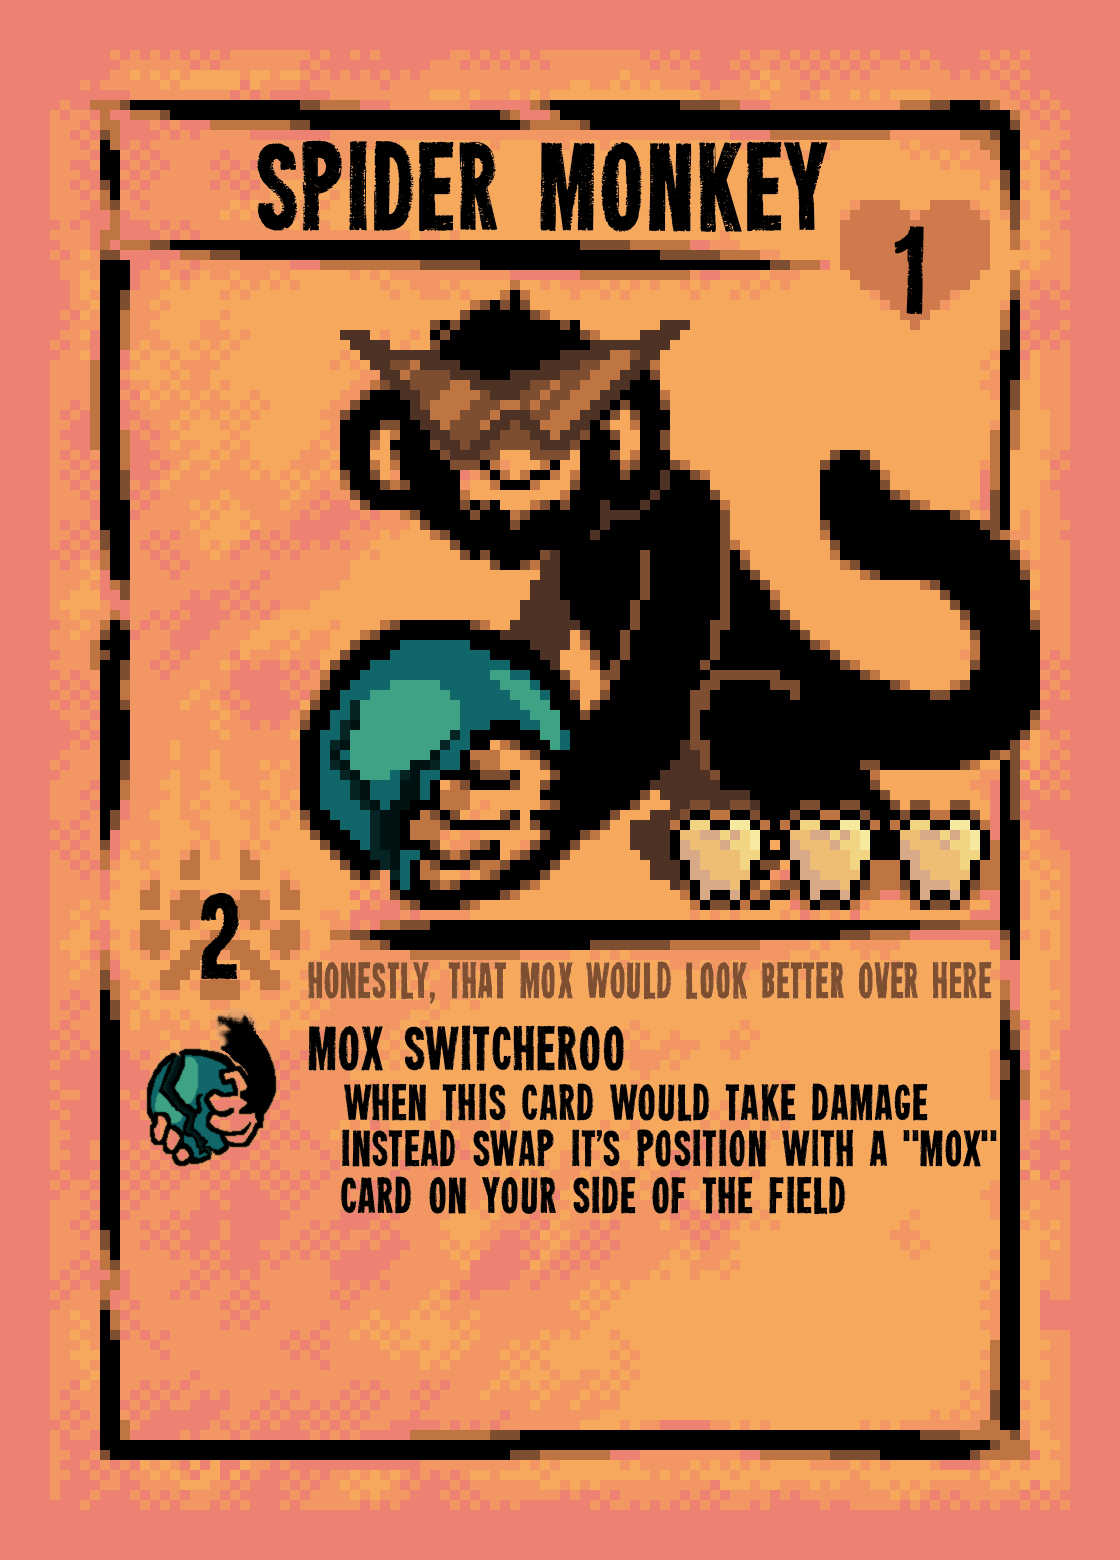 SPIDER MONKEY
1
2
HONESTLY, THAT MOX WOULD LOOK BETTER OVER HERE
MOX SWITCHEROO
WHEN THIS CARD WOULD TAKE DAMAGE
INSTEAD SWAP IT'S POSITION WITH A "MOX"
CARD ON YOUR SIDE OF THE FIELD